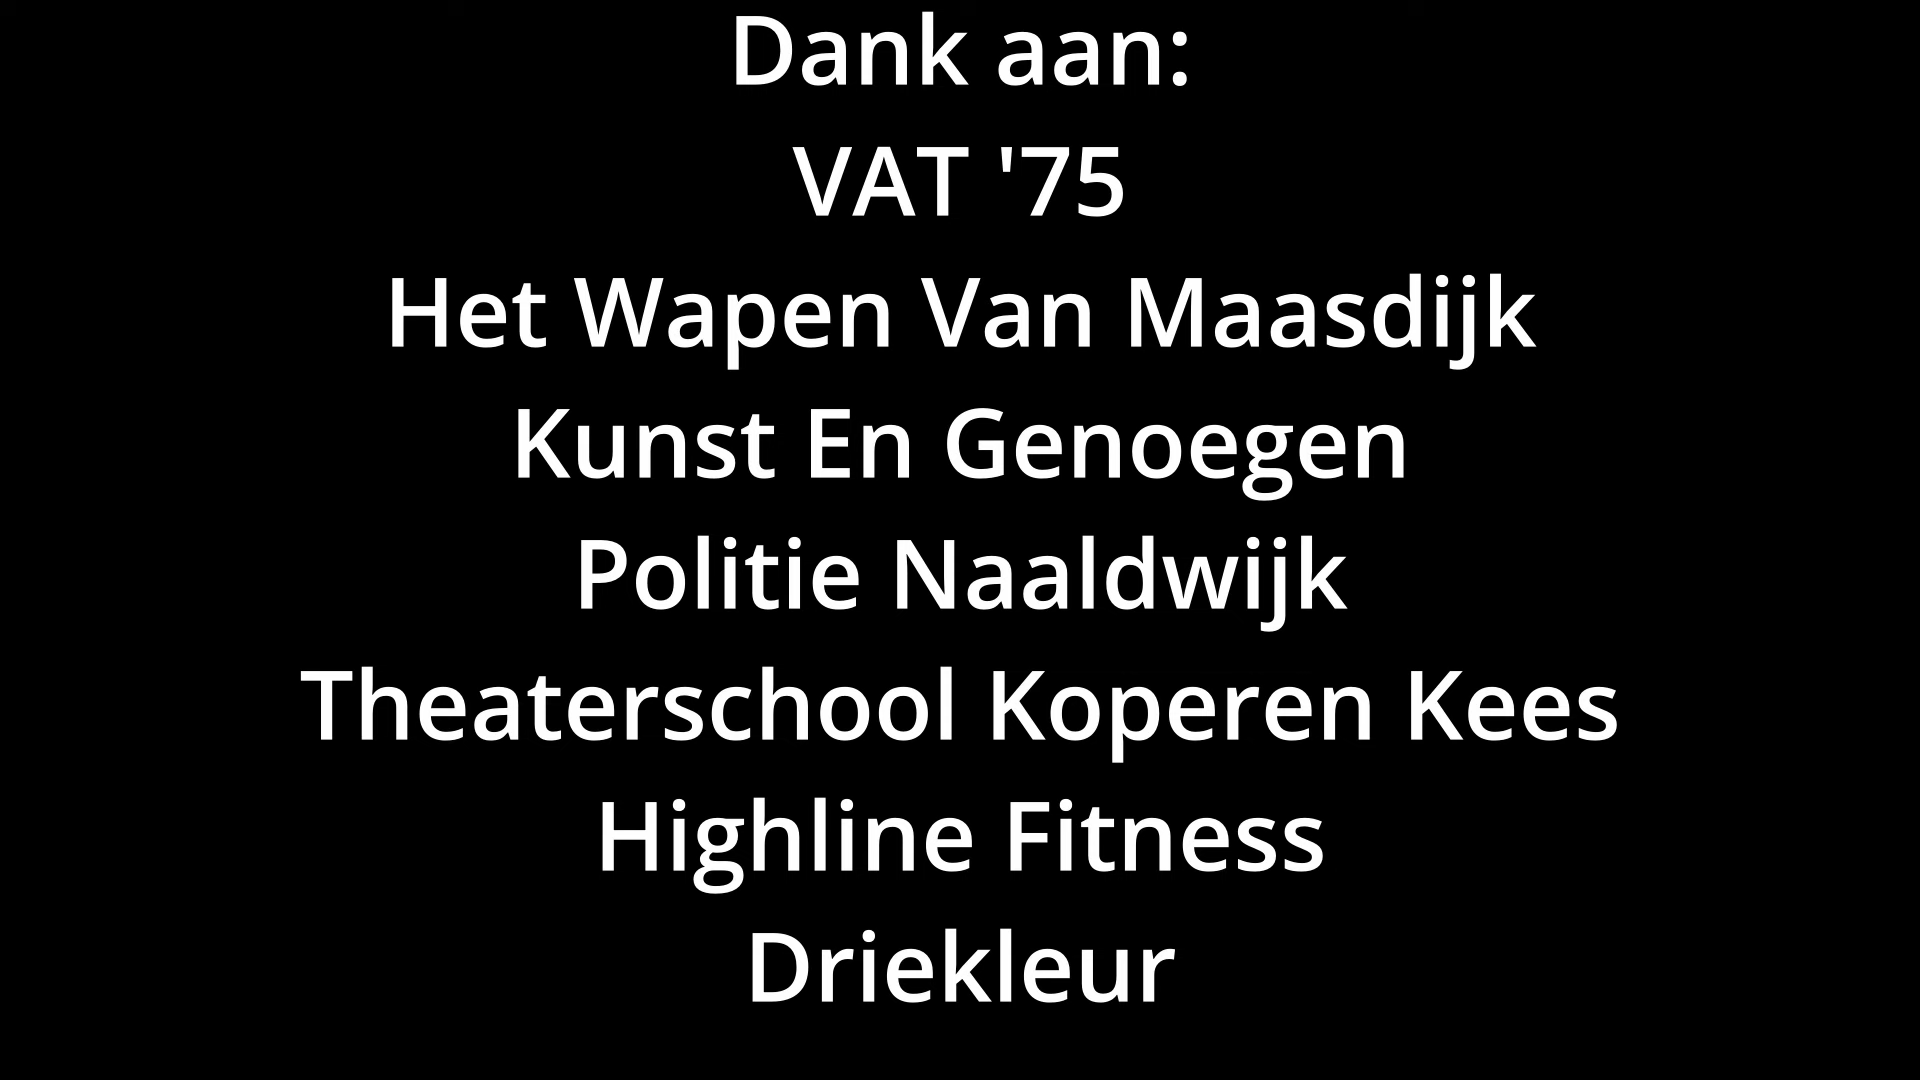 Dank aan:
VAT '75
Het Wapen Van Maasdijk
Kunst En Genoegen
Politie Naaldwijk
Theaterschool Koperen Kees
Highline Fitness
Driekleur